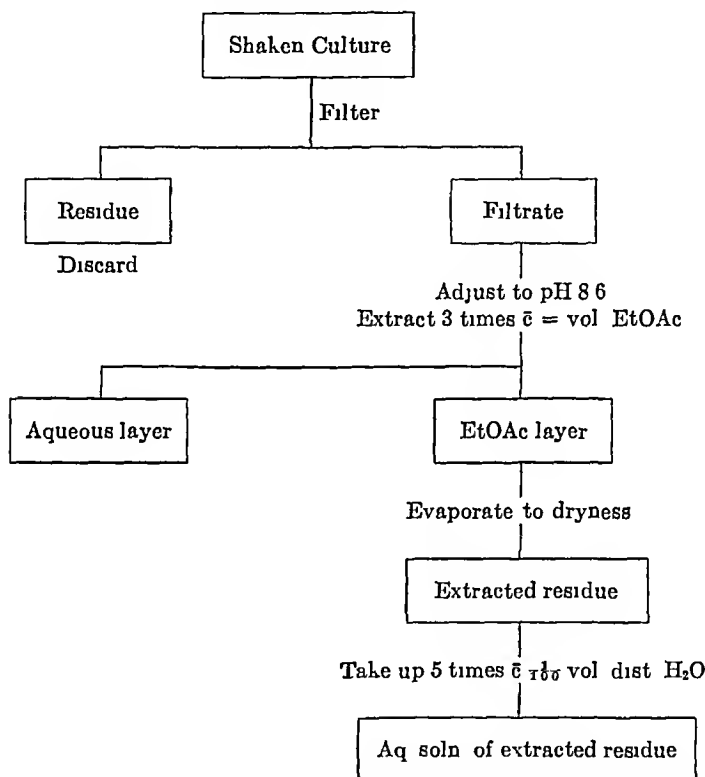 Shaken Culture
Filter
Residue
Filtrate
Discard
Adjust to pH 8 6
Extract 3 times c̄ = vol EtOAc
Aqueous layer
EtOAc layer
Evaporate to dryness
Extracted residue
Take up 5 times c̄ 1/100 vol dist H₂O
Aq soln of extracted residue